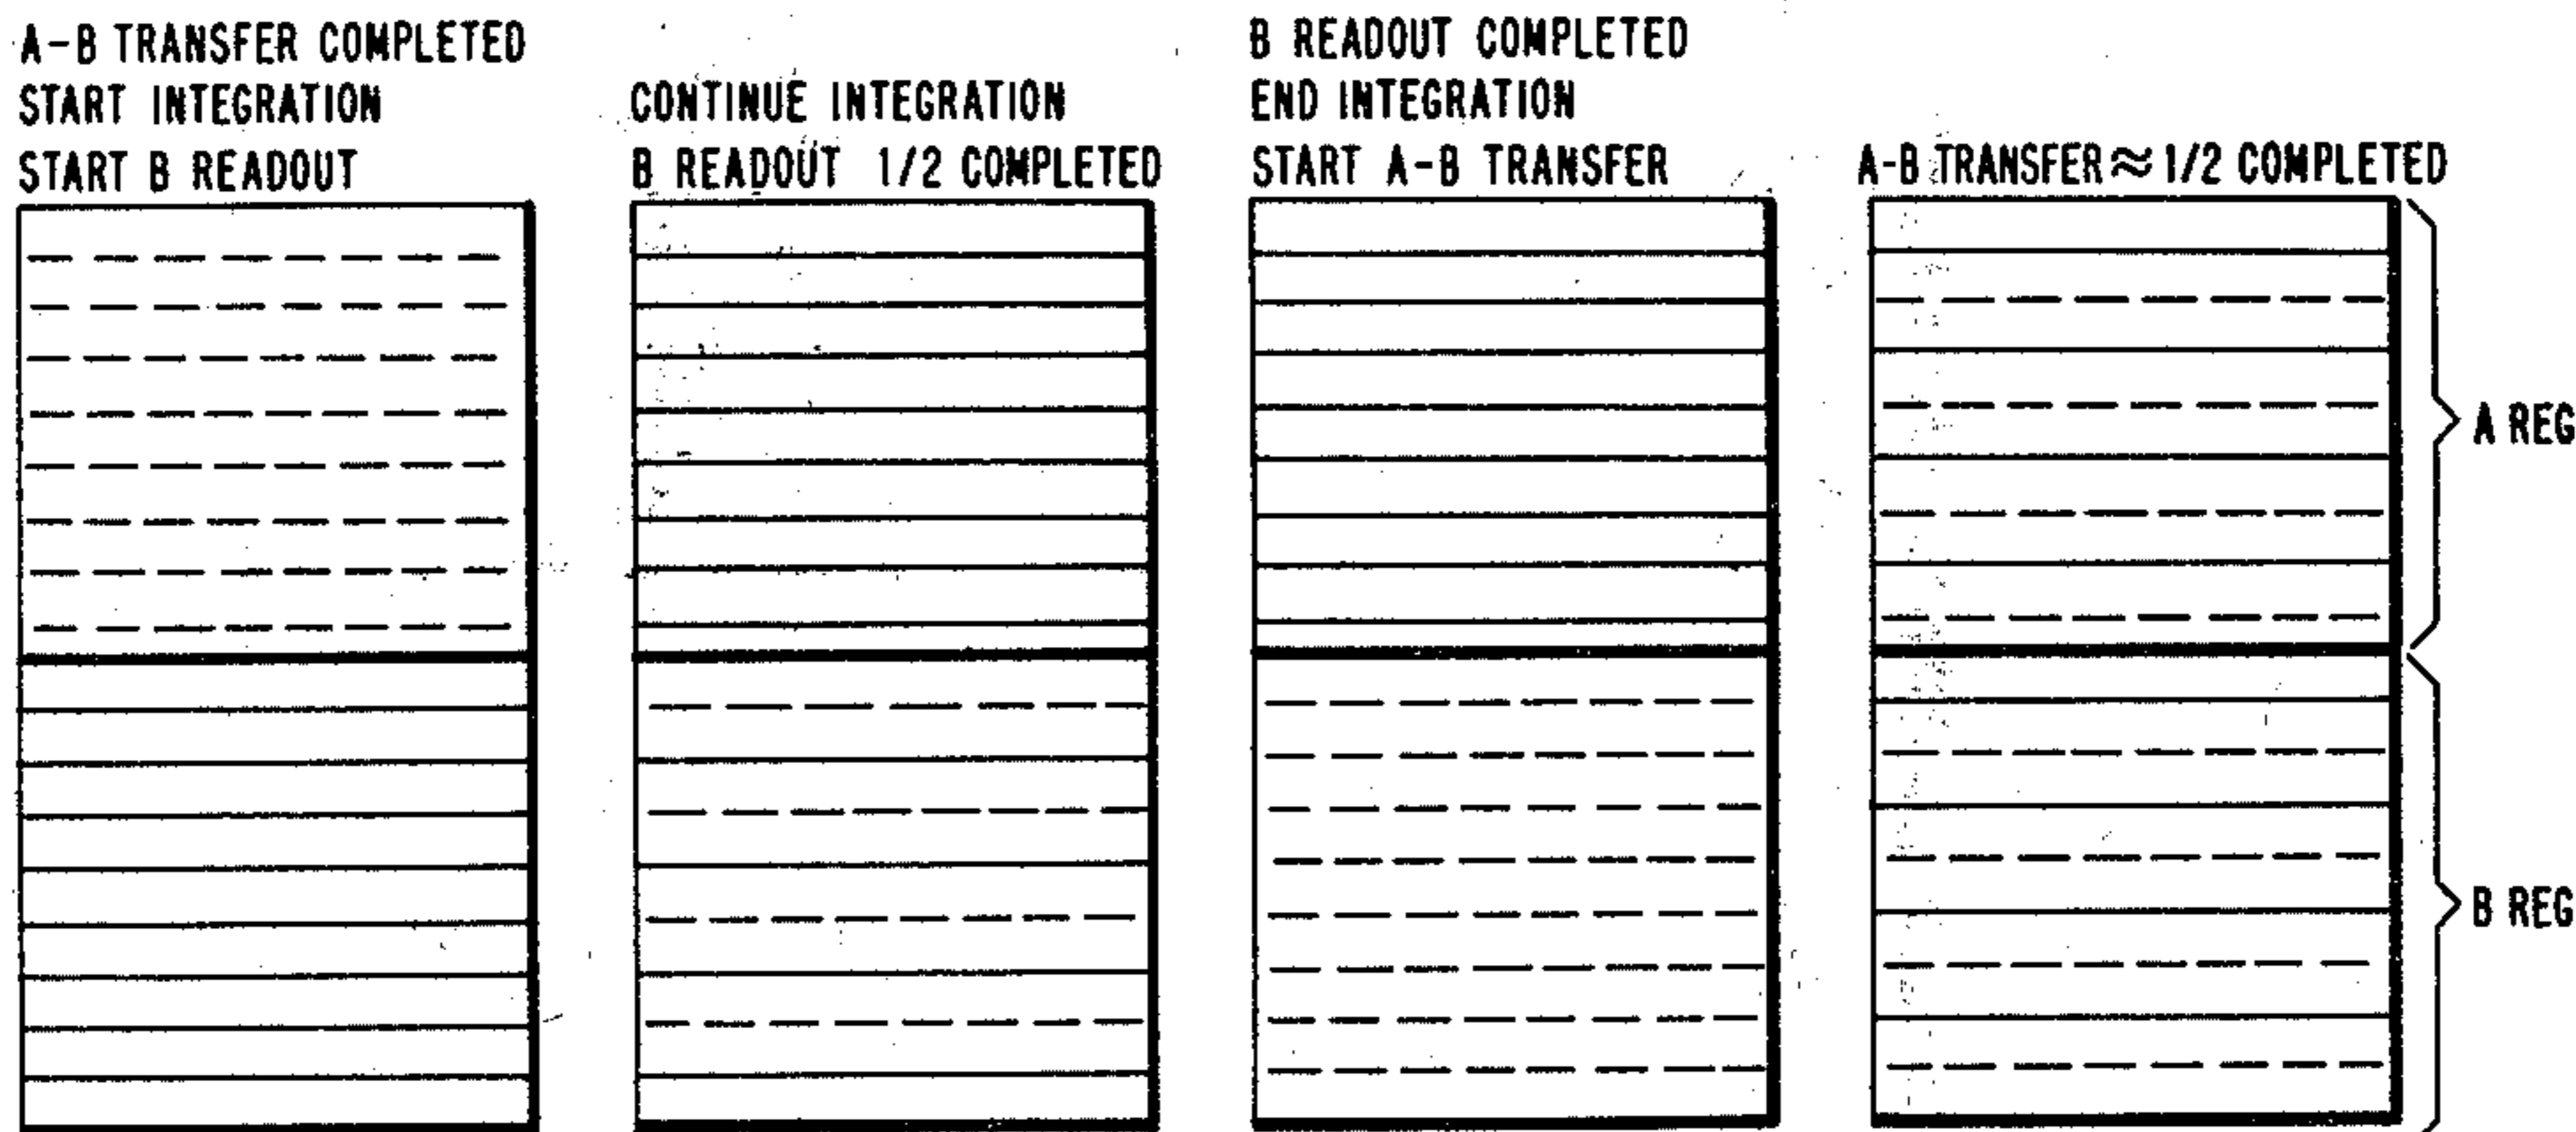 A-B TRANSFER COMPLETED
START INTEGRATION
START B READOUT
CONTINUE INTEGRATION
B READOUT 1/2 COMPLETED
B READOUT COMPLETED
END INTEGRATION
START A-B TRANSFER
A-B TRANSFER ≈ 1/2 COMPLETED
A REG
B REG